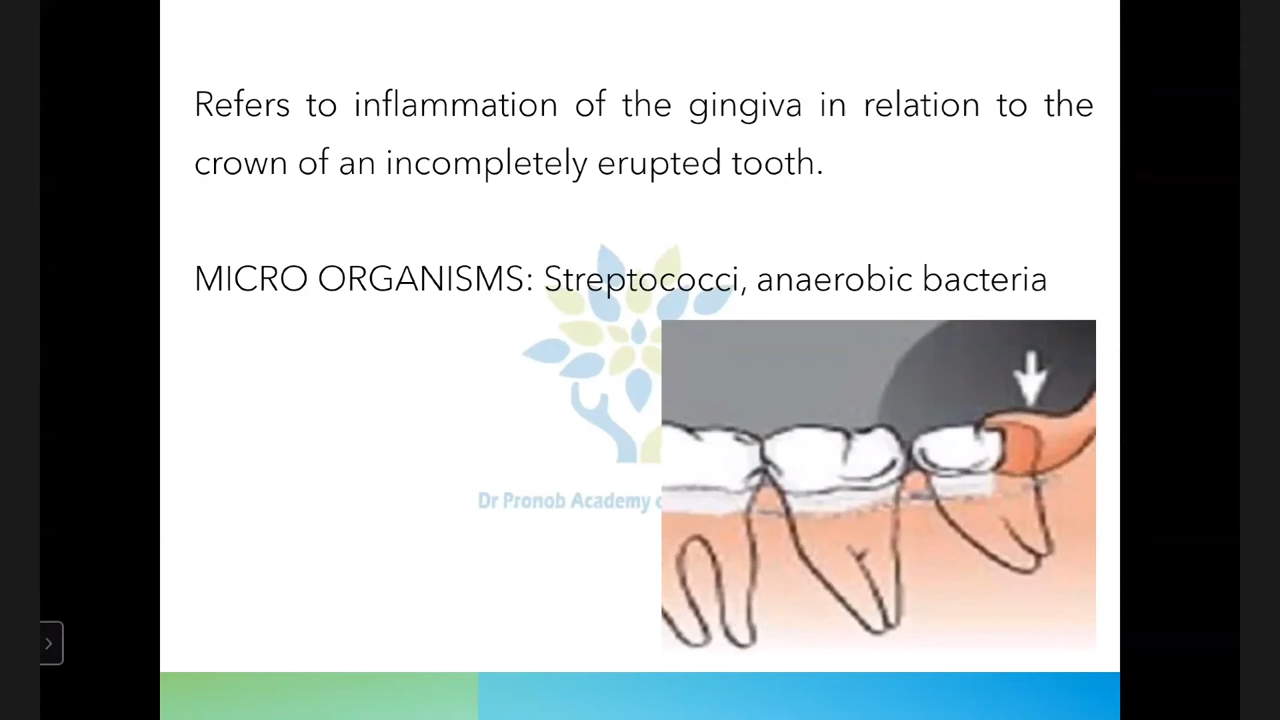 Refers to inflammation of the gingiva in relation to the
crown of an incompletely erupted tooth.
MICRO ORGANISMS: Streptococci, anaerobic bacteria
Dr Pronob Academy